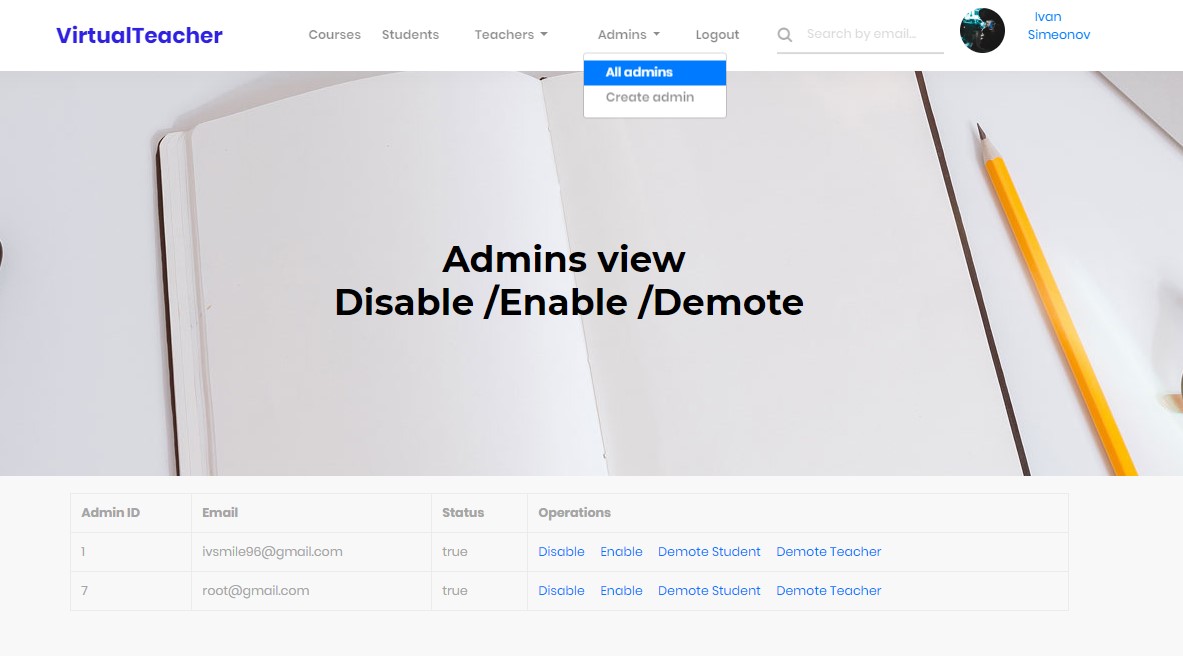 VirtualTeacher
Courses Students Teachers Admins Logout Search by email... Ivan
Simeonov
All admins
Create admin
Admins view
Disable /Enable /Demote
Admin ID Email Status Operations
1 ivsmile96@gmail.com true Disable Enable Demote Student Demote Teacher
7 root@gmail.com true Disable Enable Demote Student Demote Teacher